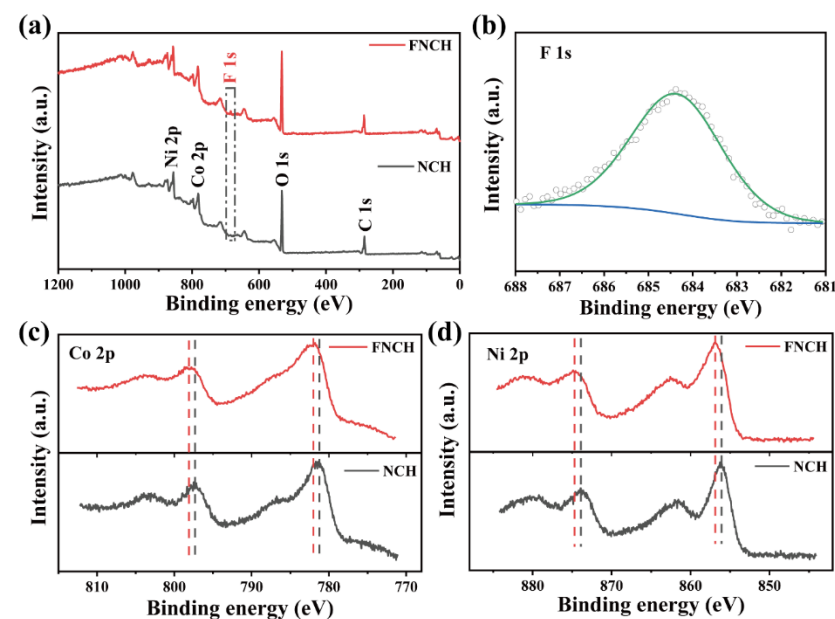 (a)
FNCH
NCH
F 1s
Ni 2p
Co 2p
O 1s
C 1s
Intensity (a.u.)
1200 1000 800 600 400 200 0
Binding energy (eV)
(b)
F 1s
Intensity (a.u.)
688 687 686 685 684 683 682 681
Binding energy (eV)
(c)
Co 2p
FNCH
NCH
Intensity (a.u.)
810 800 790 780 770
Binding energy (eV)
(d)
Ni 2p
FNCH
NCH
Intensity (a.u.)
880 870 860 850
Binding energy (eV)